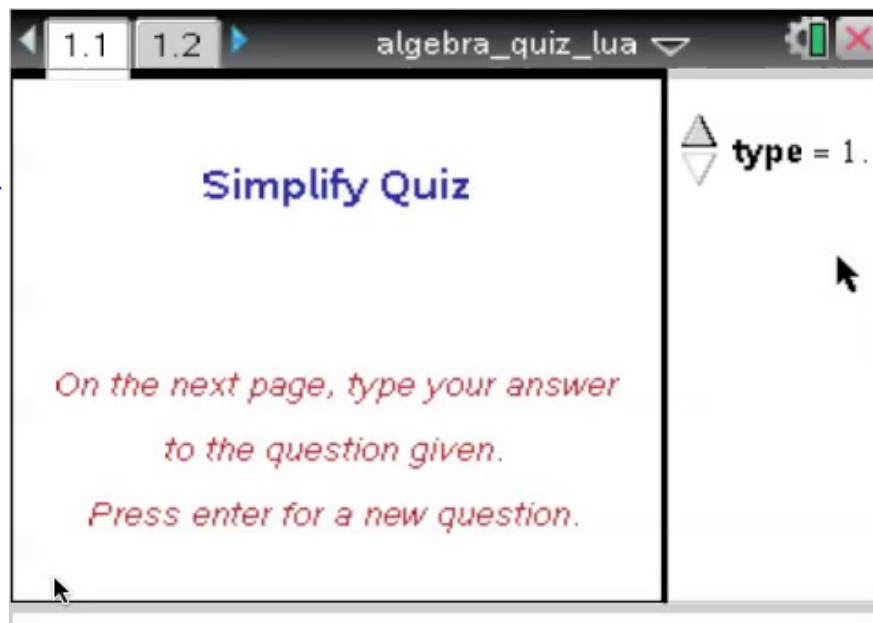 1.1 1.2 algebra_quiz_lua
Simplify Quiz
type = 1.
On the next page, type your answer
to the question given.
Press enter for a new question.